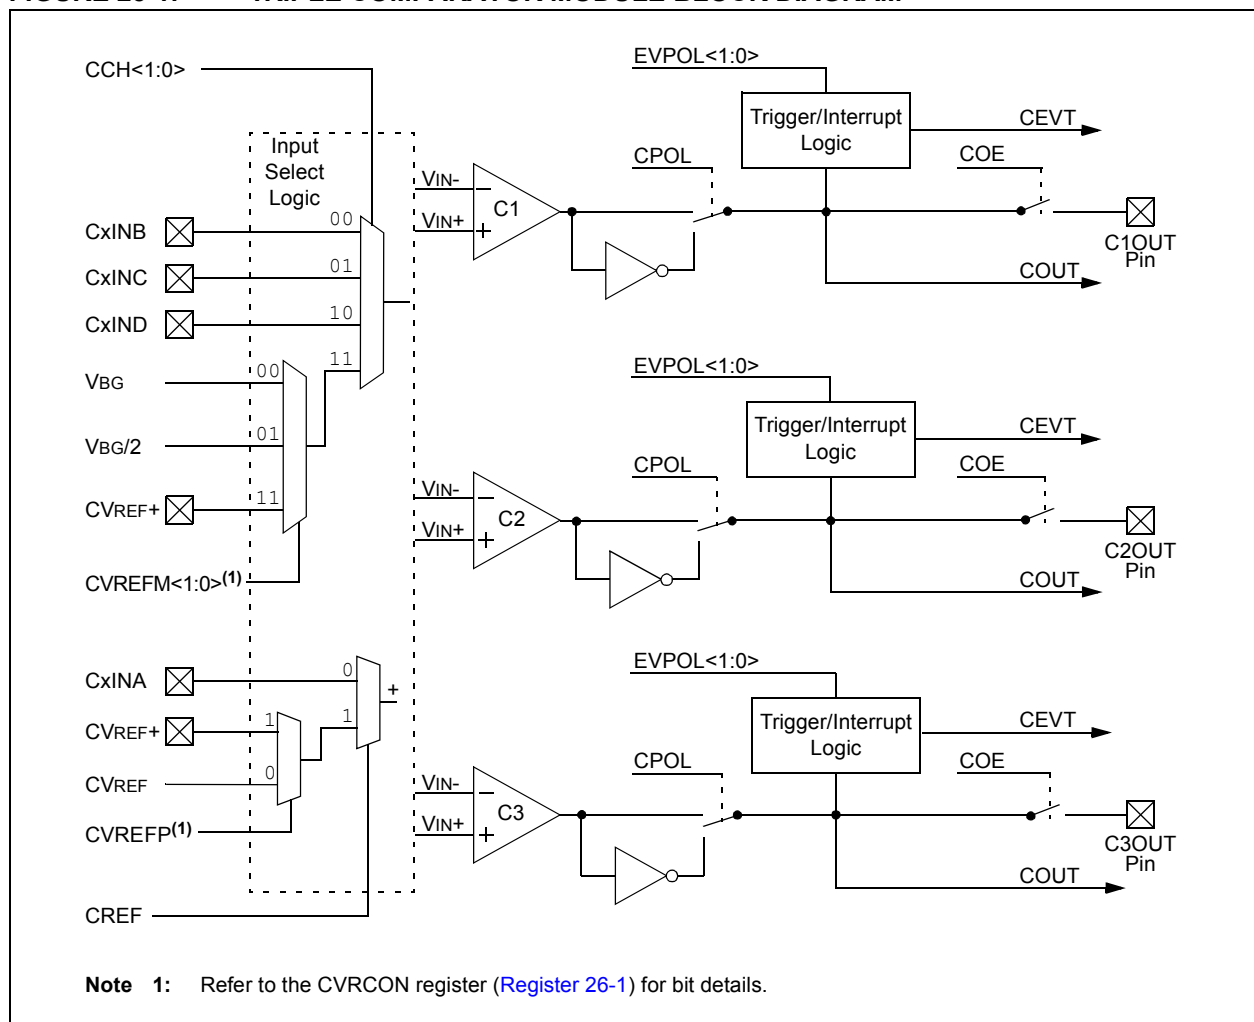 CCH<1:0>
Input
Select
Logic
CxINB
00
CxINC
01
CxIND
10
11
VBG
00
VBG/2
01
CVREF+
11
CVREFM<1:0>(1)
CxINA
0
+
CVREF+
1
1
CVREF
0
CVREFP(1)
CREF
EVPOL<1:0>
Trigger/Interrupt
Logic
CEVT
CPOL
COE
VIN-
−
C1
VIN+
+
C1OUT
Pin
COUT
EVPOL<1:0>
Trigger/Interrupt
Logic
CEVT
CPOL
COE
VIN-
−
C2
VIN+
+
C2OUT
Pin
COUT
EVPOL<1:0>
Trigger/Interrupt
Logic
CEVT
CPOL
COE
VIN-
−
C3
VIN+
+
C3OUT
Pin
COUT
Note 1: Refer to the CVRCON register (Register 26-1) for bit details.